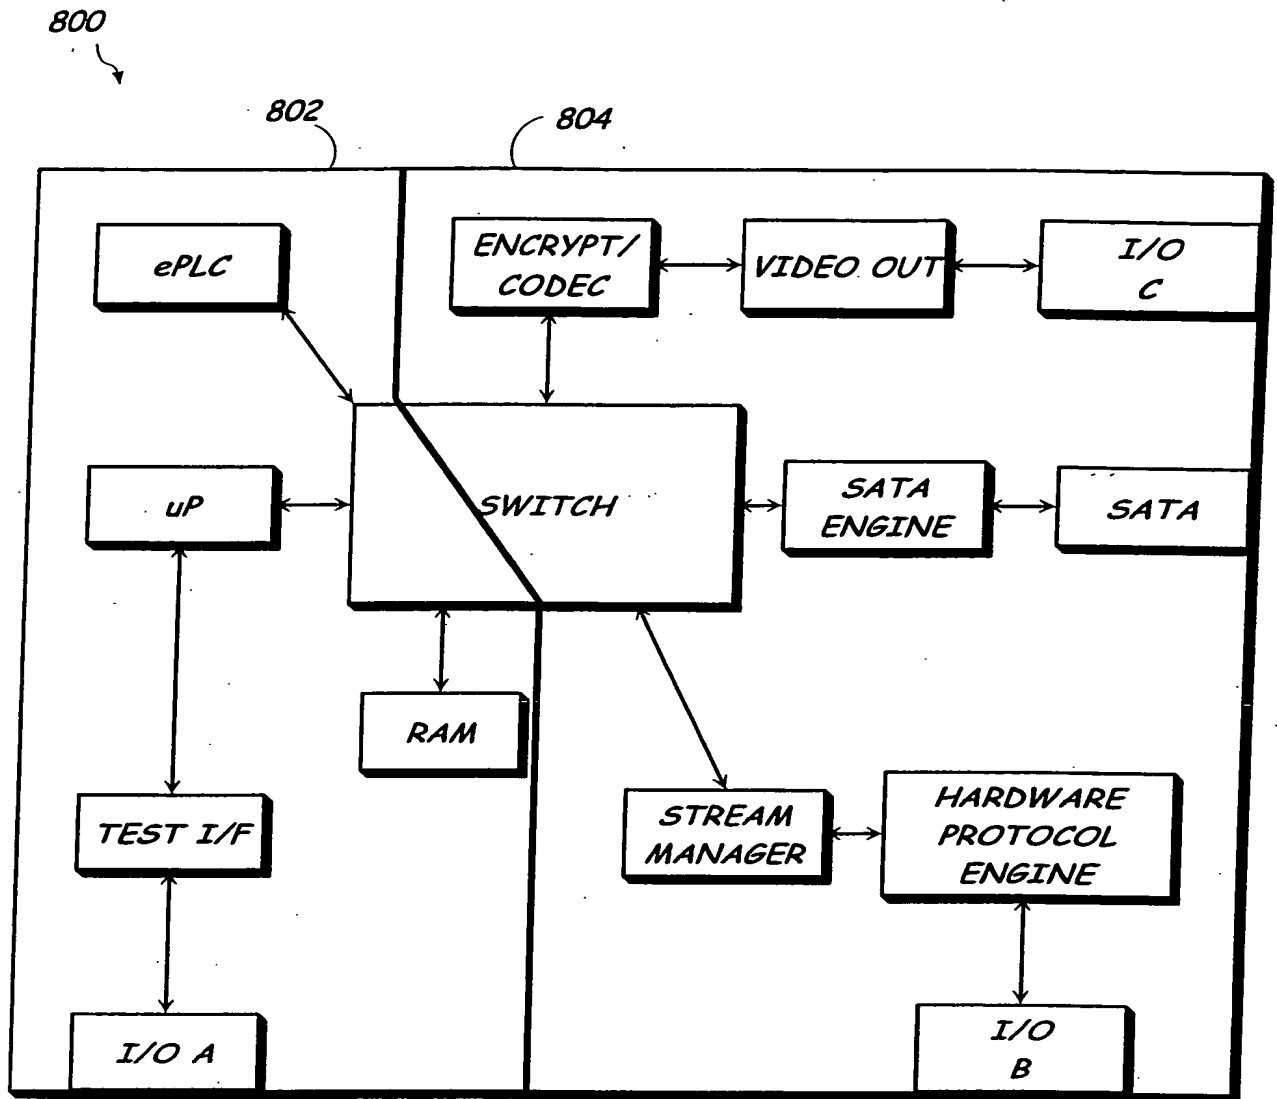 800
802
804
ePLC
ENCRYPT/
CODEC
VIDEO OUT
I/O
C
uP
SWITCH
SATA
ENGINE
SATA
RAM
TEST I/F
STREAM
MANAGER
HARDWARE
PROTOCOL
ENGINE
I/O A
I/O
B